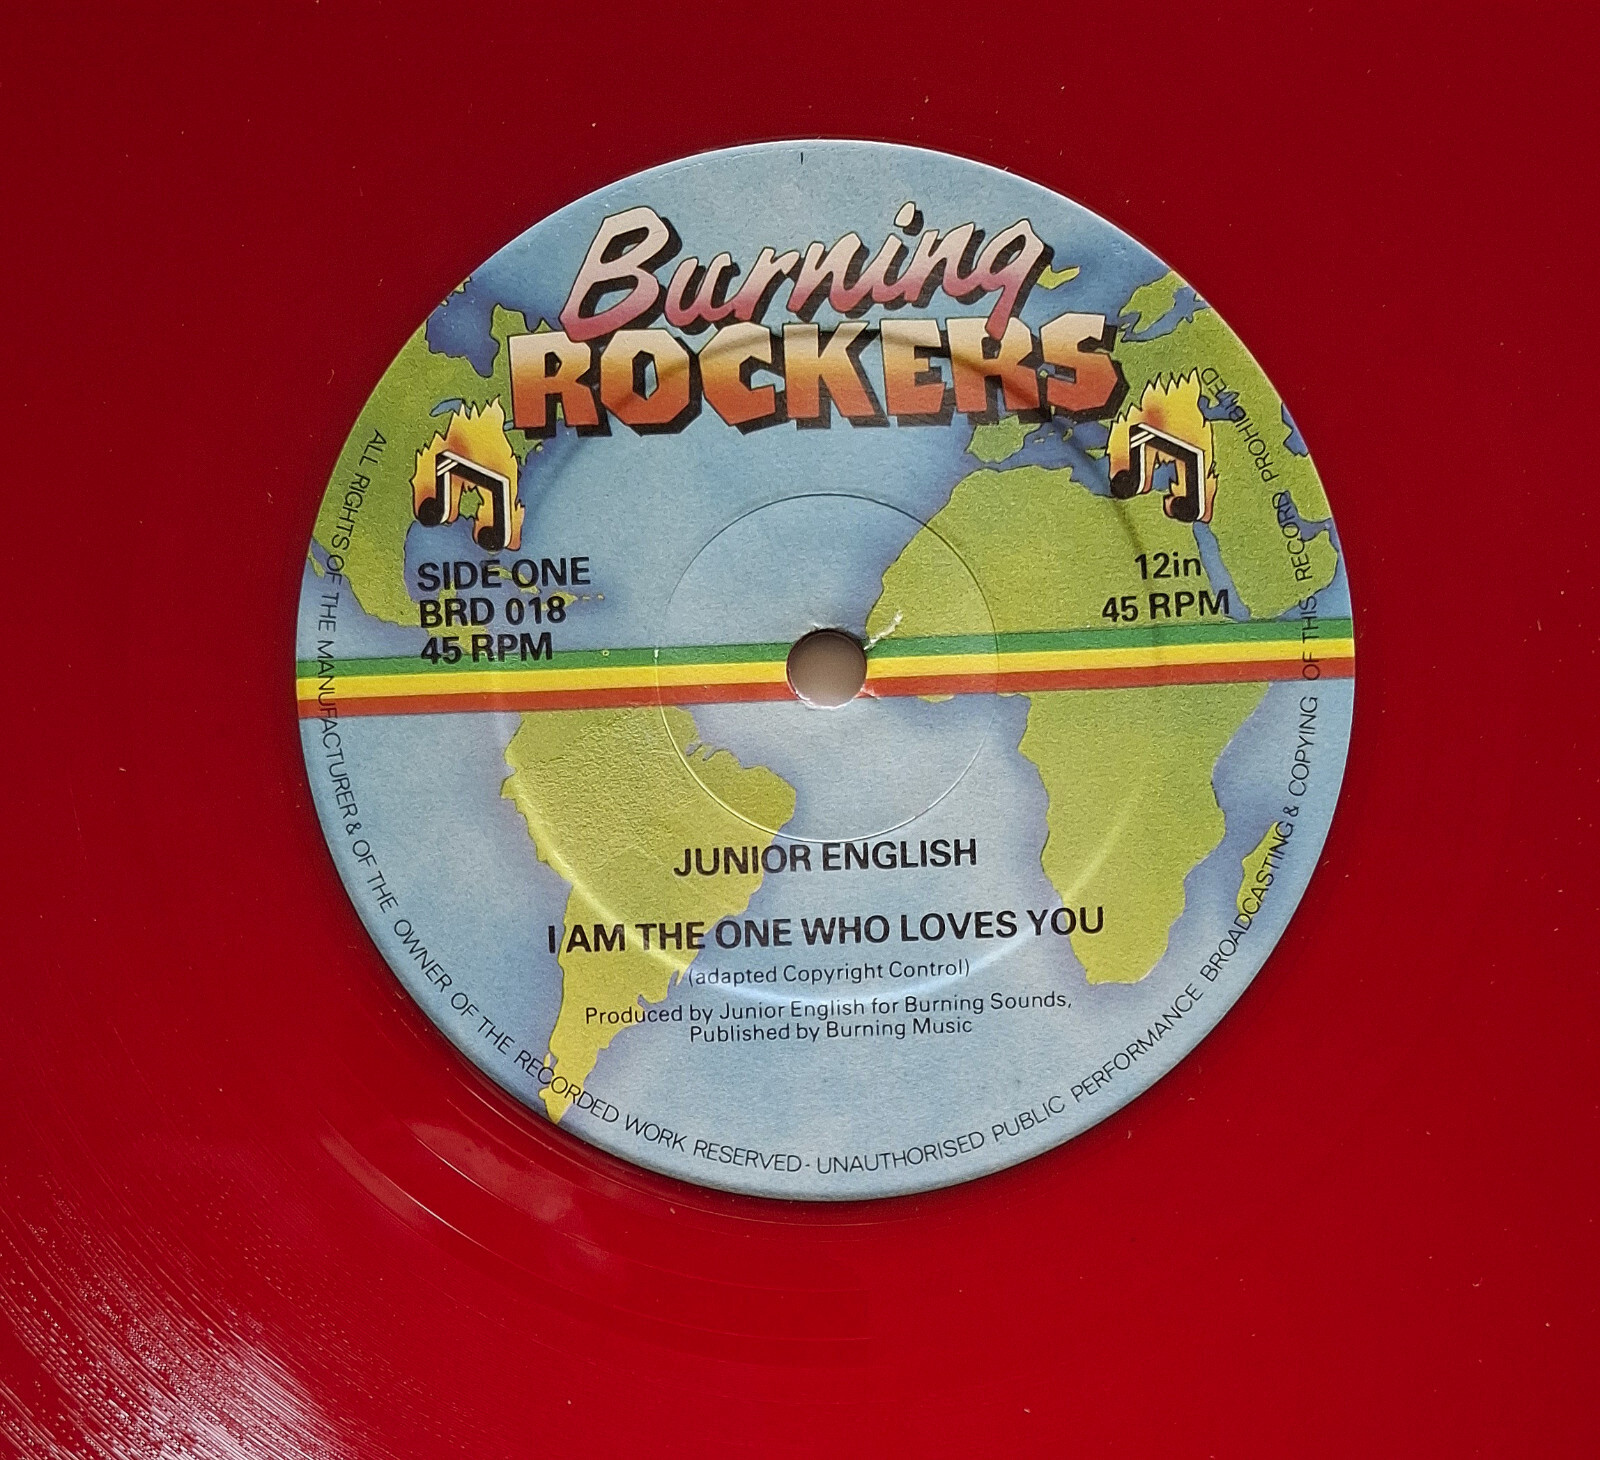 Burning
ROCKERS
SIDE ONE
BRD 018
45 RPM
12in
45 RPM
JUNIOR ENGLISH
I AM THE ONE WHO LOVES YOU
(adapted Copyright Control)
Produced by Junior English for Burning Sounds,
Published by Burning Music
ALL RIGHTS OF THE MANUFACTURER & OF THE OWNER OF THE RECORDED WORK RESERVED - UNAUTHORISED PUBLIC PERFORMANCE BROADCASTING & COPYING OF THIS RECORD PROHIBITED